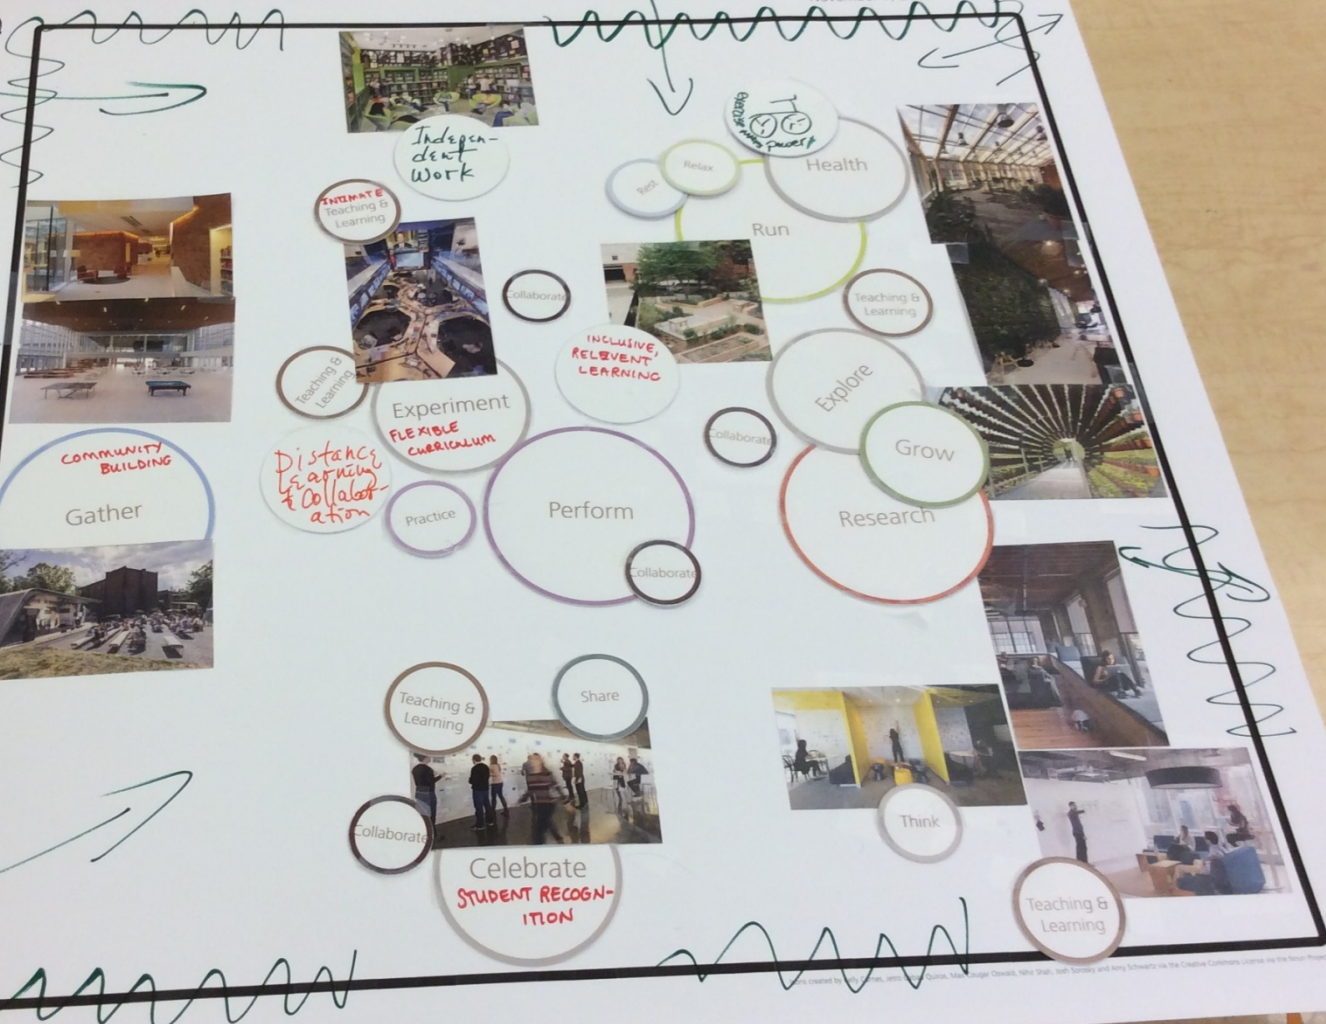 Indepen-
dent
Work
INTIMATE
Teaching &
Learning
Rest
Relax
Health
Run
Collaborate
Teaching &
Learning
INCLUSIVE,
RELEVENT
LEARNING
Teaching &
Learning
Experiment
FLEXIBLE
CURRICULUM
Explore
Collaborate
Grow
COMMUNITY
BUILDING
Gather
Distance
Learning
& Collabor-
ation
Practice
Perform
Collaborate
Research
Teaching &
Learning
Share
Collaborate
Celebrate
STUDENT RECOGN-
ITION
Think
Teaching &
Learning